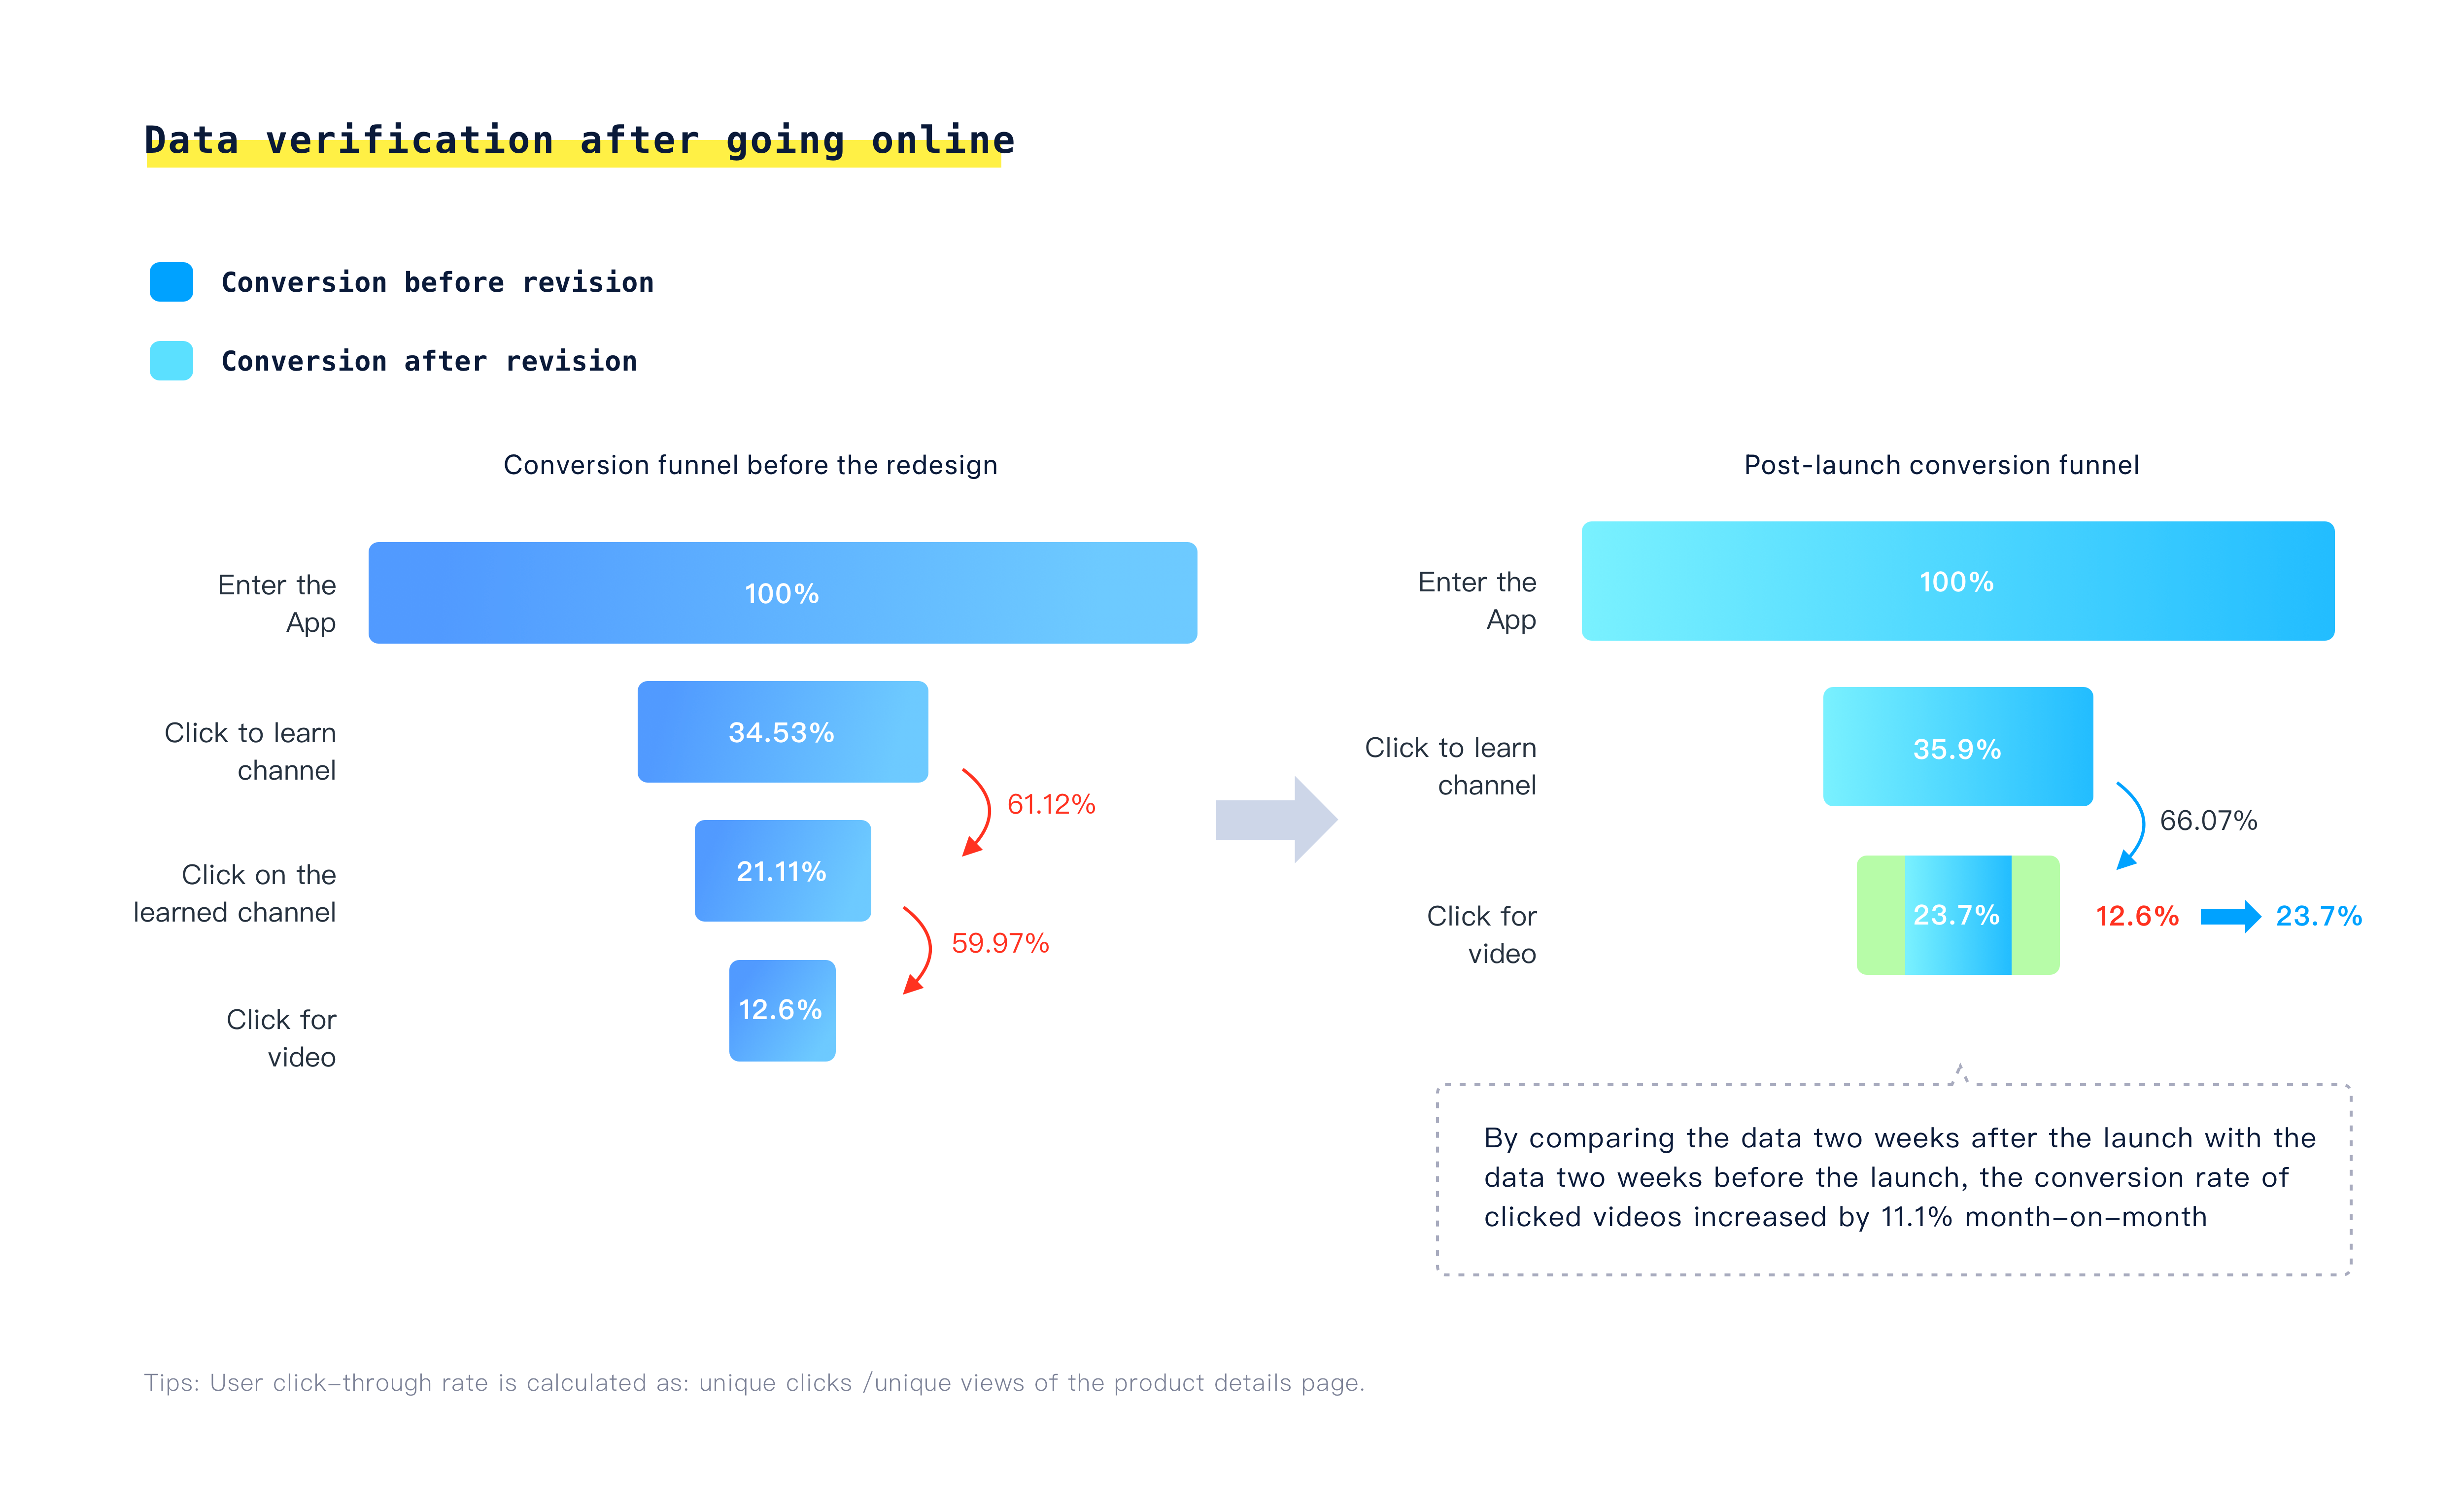 Data verification after going online
Conversion before revision
Conversion after revision
Conversion funnel before the redesign
Enter the
App
100%
Click to learn
channel
34.53%
61.12%
Click on the
learned channel
21.11%
59.97%
Click for
video
12.6%
Post-launch conversion funnel
Enter the
App
100%
Click to learn
channel
35.9%
66.07%
Click for
video
23.7%
12.6%
23.7%
By comparing the data two weeks after the launch with the
data two weeks before the launch, the conversion rate of
clicked videos increased by 11.1% month–on–month
Tips: User click–through rate is calculated as: unique clicks /unique views of the product details page.